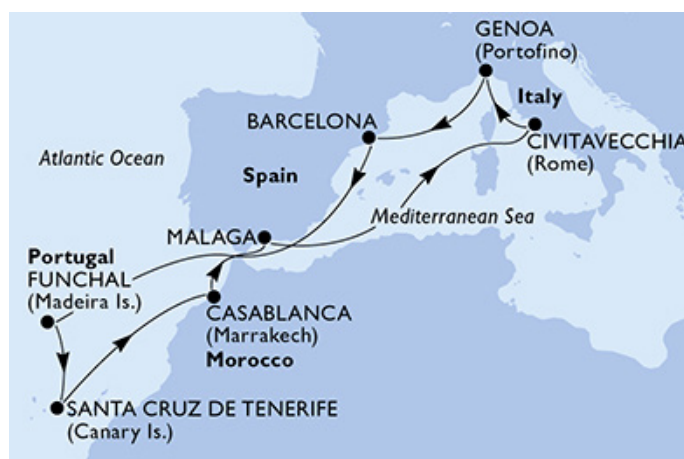 GENOA
(Portofino)
Italy
BARCELONA
CIVITAVECCHIA
(Rome)
Atlantic Ocean
Spain
Mediterranean Sea
MALAGA
Portugal
FUNCHAL
(Madeira Is.)
CASABLANCA
(Marrakech)
Morocco
SANTA CRUZ DE TENERIFE
(Canary Is.)